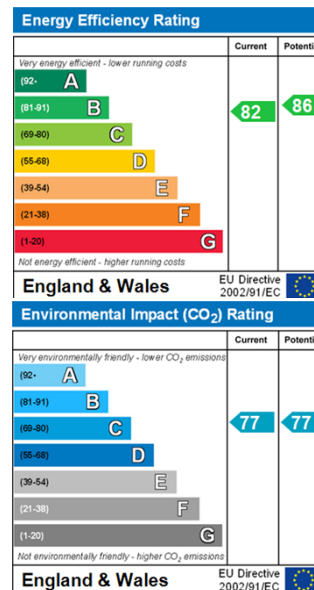 Energy Efficiency Rating
Current Potenti
Very energy efficient - lower running costs
(92- A
(81-91) B
(69-80) C
(55-68) D
(39-54) E
(21-38) F
(1-20) G
82 86
Not energy efficient - higher running costs
England & Wales EU Directive 2002/91/EC
Environmental Impact (CO₂) Rating
Current Potenti
Very environmentally friendly - lower CO₂ emissions
(92- A
(81-91) B
(69-80) C
(55-68) D
(39-54) E
(21-38) F
(1-20) G
77 77
Not environmentally friendly - higher CO₂ emissions
England & Wales EU Directive 2002/91/EC